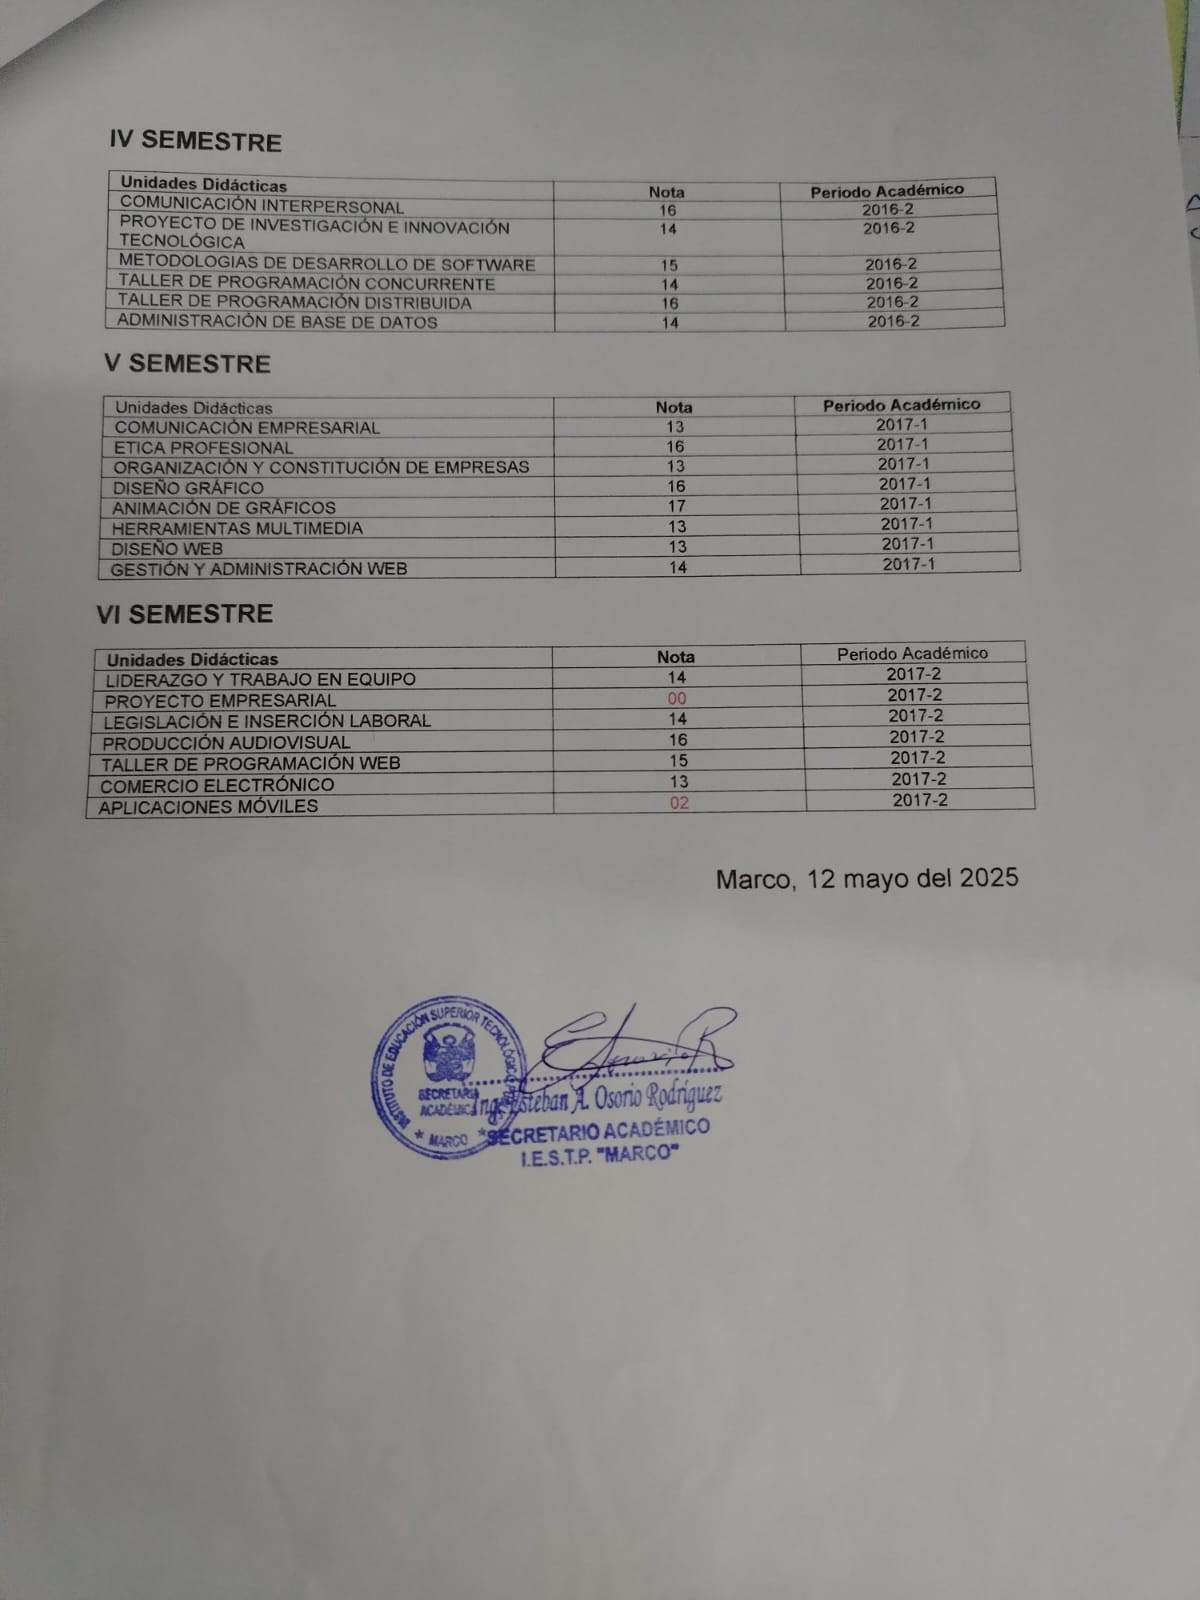 IV SEMESTRE
Unidades Didácticas Nota Periodo Académico
COMUNICACIÓN INTERPERSONAL 16 2016-2
PROYECTO DE INVESTIGACIÓN E INNOVACIÓN 14 2016-2
TECNOLÓGICA
METODOLOGIAS DE DESARROLLO DE SOFTWARE 15 2016-2
TALLER DE PROGRAMACIÓN CONCURRENTE 14 2016-2
TALLER DE PROGRAMACIÓN DISTRIBUIDA 16 2016-2
ADMINISTRACIÓN DE BASE DE DATOS 14 2016-2
V SEMESTRE
Unidades Didácticas Nota Periodo Académico
COMUNICACIÓN EMPRESARIAL 13 2017-1
ETICA PROFESIONAL 16 2017-1
ORGANIZACIÓN Y CONSTITUCIÓN DE EMPRESAS 13 2017-1
DISEÑO GRÁFICO 16 2017-1
ANIMACIÓN DE GRÁFICOS 17 2017-1
HERRAMIENTAS MULTIMEDIA 13 2017-1
DISEÑO WEB 13 2017-1
GESTIÓN Y ADMINISTRACIÓN WEB 14 2017-1
VI SEMESTRE
Unidades Didácticas Nota Periodo Académico
LIDERAZGO Y TRABAJO EN EQUIPO 14 2017-2
PROYECTO EMPRESARIAL 00 2017-2
LEGISLACIÓN E INSERCIÓN LABORAL 14 2017-2
PRODUCCIÓN AUDIOVISUAL 16 2017-2
TALLER DE PROGRAMACIÓN WEB 15 2017-2
COMERCIO ELECTRÓNICO 13 2017-2
APLICACIONES MÓVILES 02 2017-2
Marco, 12 mayo del 2025
INSTITUTO DE EDUCACIÓN SUPERIOR TECNOLÓGICO
SECRETARIA
ACADÉMICA
MARCO
Ing. Esteban A. Osorio Rodríguez
SECRETARIO ACADÉMICO
I.E.S.T.P. "MARCO"